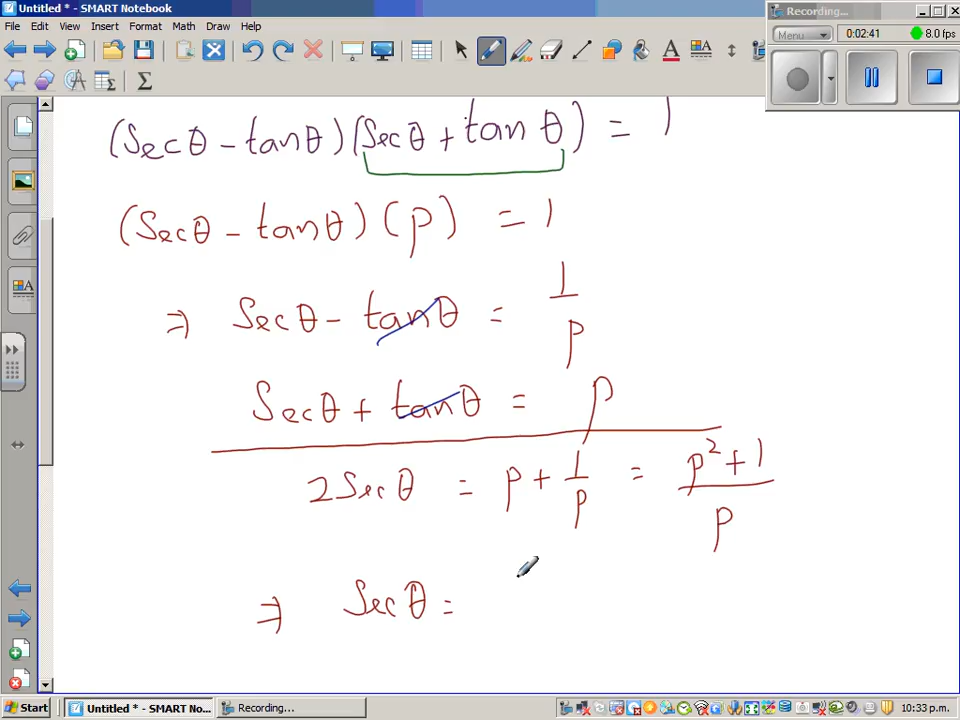 Untitled * - SMART Notebook
Recording...
File Edit View Insert Format Math Draw Help
Menu 0:02:41 8.0 fps
(Secθ - tanθ)(Secθ + tan θ) = 1
(Secθ - tanθ)(p) = 1
⇒ Secθ - tanθ = 1/p
Secθ + tanθ = p
2Secθ = p + 1/p = (p² + 1)/p
⇒ Secθ =
Start Untitled * - SMART No... Recording... 10:33 p.m.